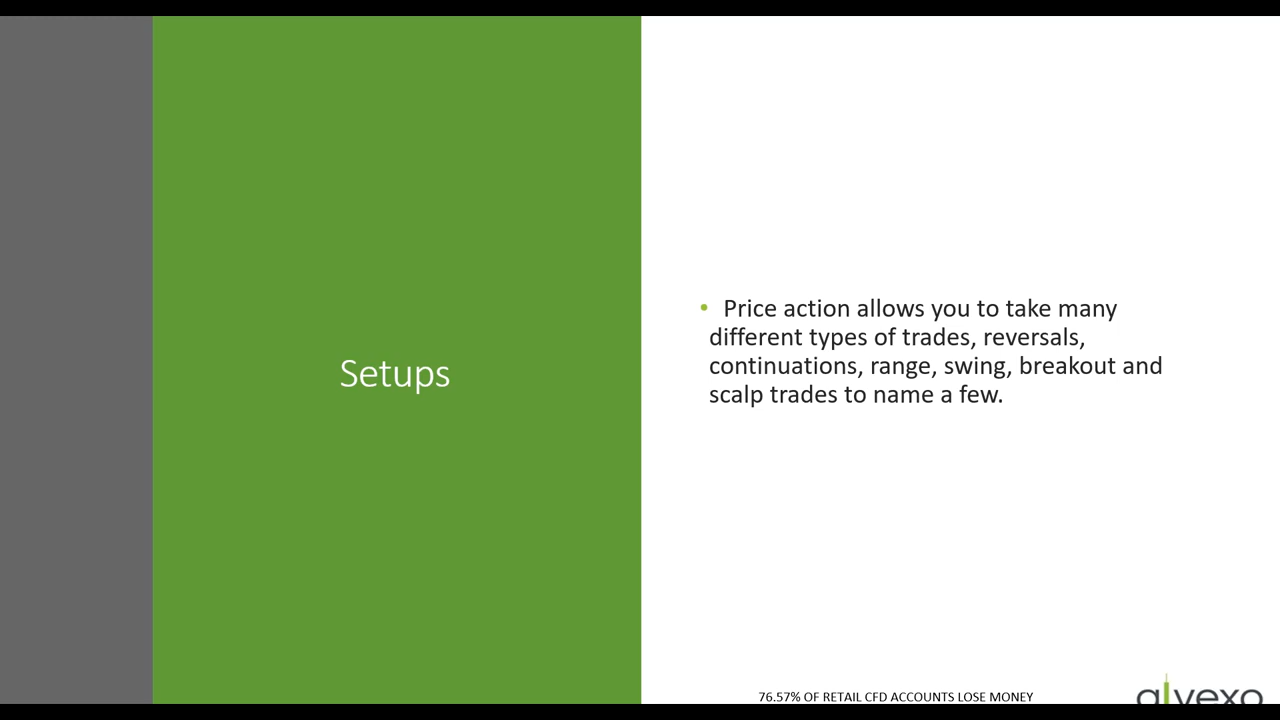 Setups
• Price action allows you to take many
different types of trades, reversals,
continuations, range, swing, breakout and
scalp trades to name a few.
76.57% OF RETAIL CFD ACCOUNTS LOSE MONEY
alvexo